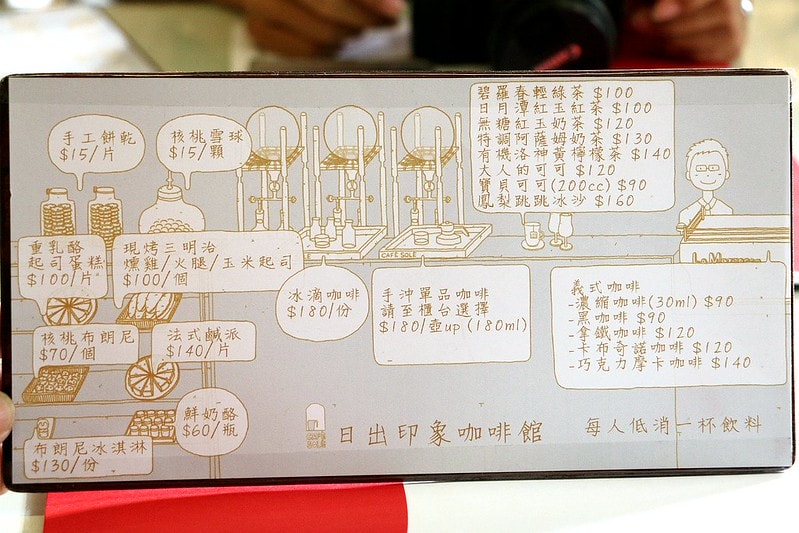 手工餅乾
$15/片
核桃雪球
$15/顆
碧羅春輕綠茶 $100
日月潭紅玉紅茶 $100
無糖紅玉奶茶 $120
特調阿薩姆奶茶 $130
有機洛神黃檸檬茶 $140
大人的可可 $120
寶貝可可(200cc) $90
鳳梨跳跳冰沙 $160
重乳酪
起司蛋糕
$100/片
現烤三明治
燻雞/火腿/玉米起司
$100/個
CAFE SOLE
冰滴咖啡
$180/份
手沖單品咖啡
請至櫃台選擇
$180/壺up (180ml)
義式咖啡
-濃縮咖啡(30ml) $90
-黑咖啡 $90
-拿鐵咖啡 $120
-卡布奇諾咖啡 $120
-巧克力摩卡咖啡 $140
核桃布朗尼
$70/個
法式鹹派
$140/片
鮮奶酪
$60/瓶
布朗尼冰淇淋
$130/份
CAFE
SOLE
日出印象咖啡館
每人低消一杯飲料